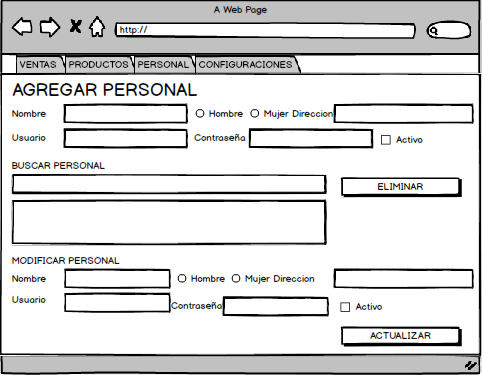 A Web Page
http://
VENTAS PRODUCTOS PERSONAL CONFIGURACIONES
AGREGAR PERSONAL
Nombre Hombre Mujer Direccion
Usuario Contraseña Activo
BUSCAR PERSONAL
ELIMINAR
MODIFICAR PERSONAL
Nombre Hombre Mujer Direccion
Usuario Contraseña Activo
ACTUALIZAR